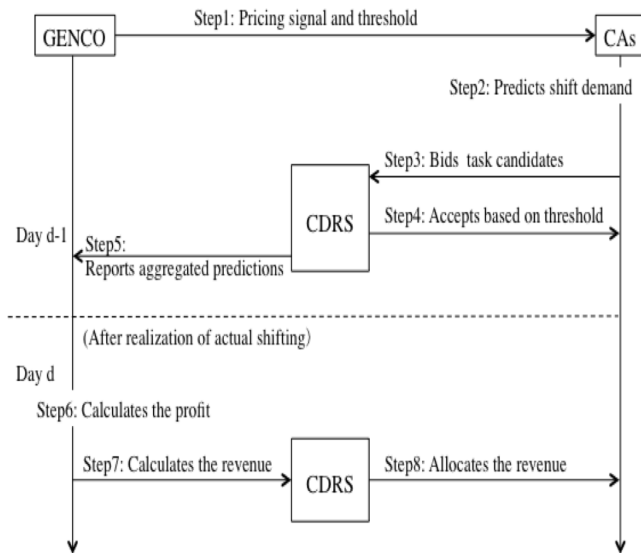 Step1: Pricing signal and threshold
GENCO
CAs
Step2: Predicts shift demand
Step3: Bids task candidates
CDRS
Step4: Accepts based on threshold
Day d-1
Step5:
Reports aggregated predictions
(After realization of actual shifting)
Day d
Step6: Calculates the profit
Step7: Calculates the revenue
CDRS
Step8: Allocates the revenue